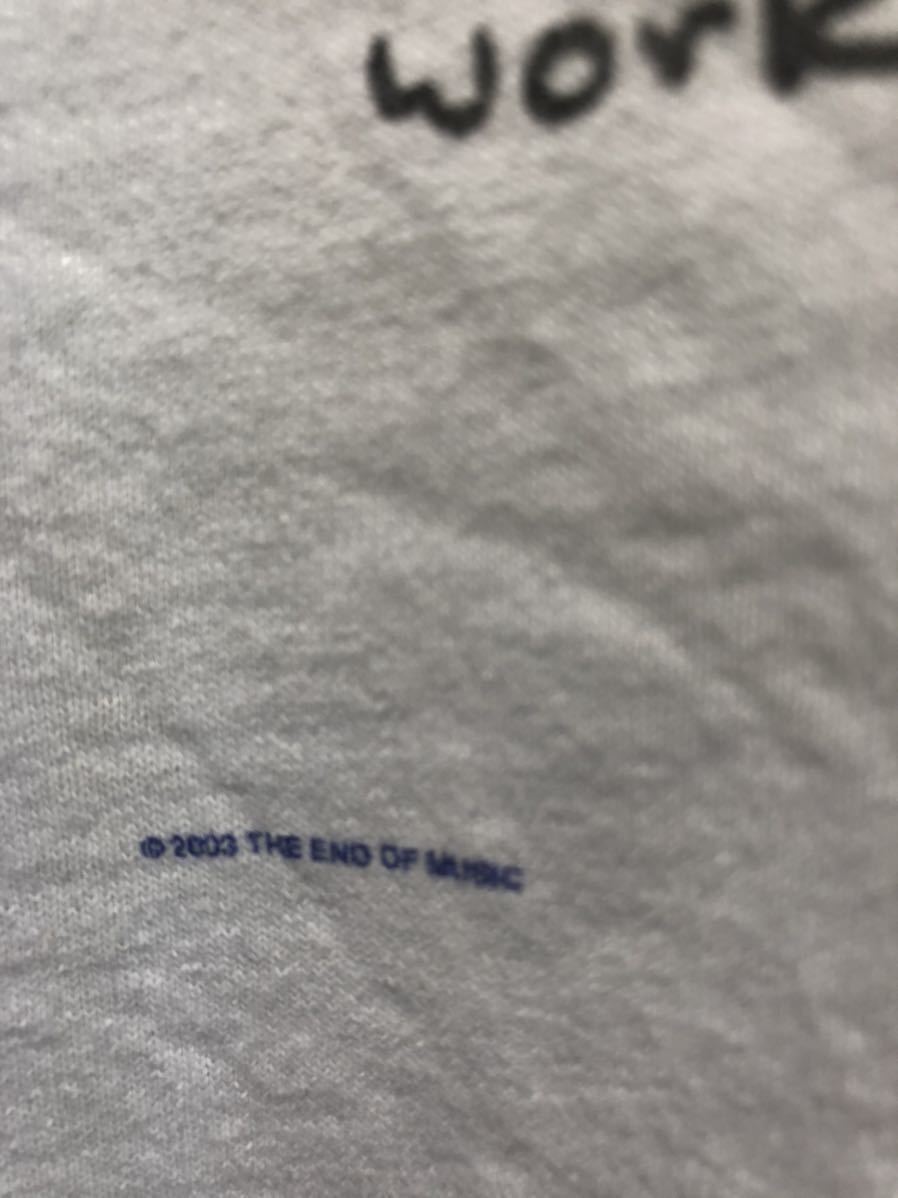 work
© 2003 THE END OF MUSIC